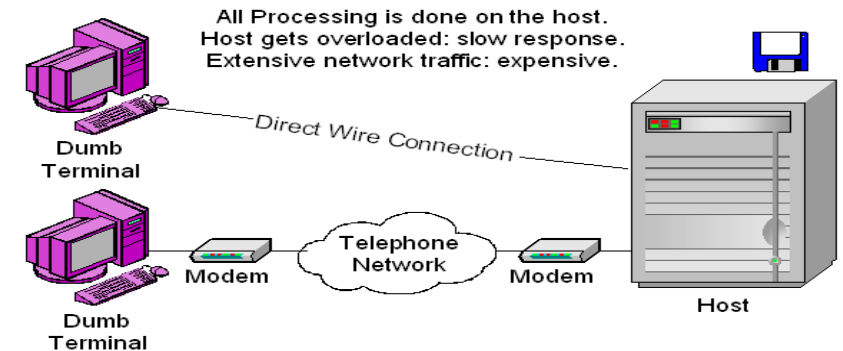 All Processing is done on the host.
Host gets overloaded: slow response.
Extensive network traffic: expensive.
Direct Wire Connection
Dumb
Terminal
Telephone
Network
Modem
Modem
Host
Dumb
Terminal